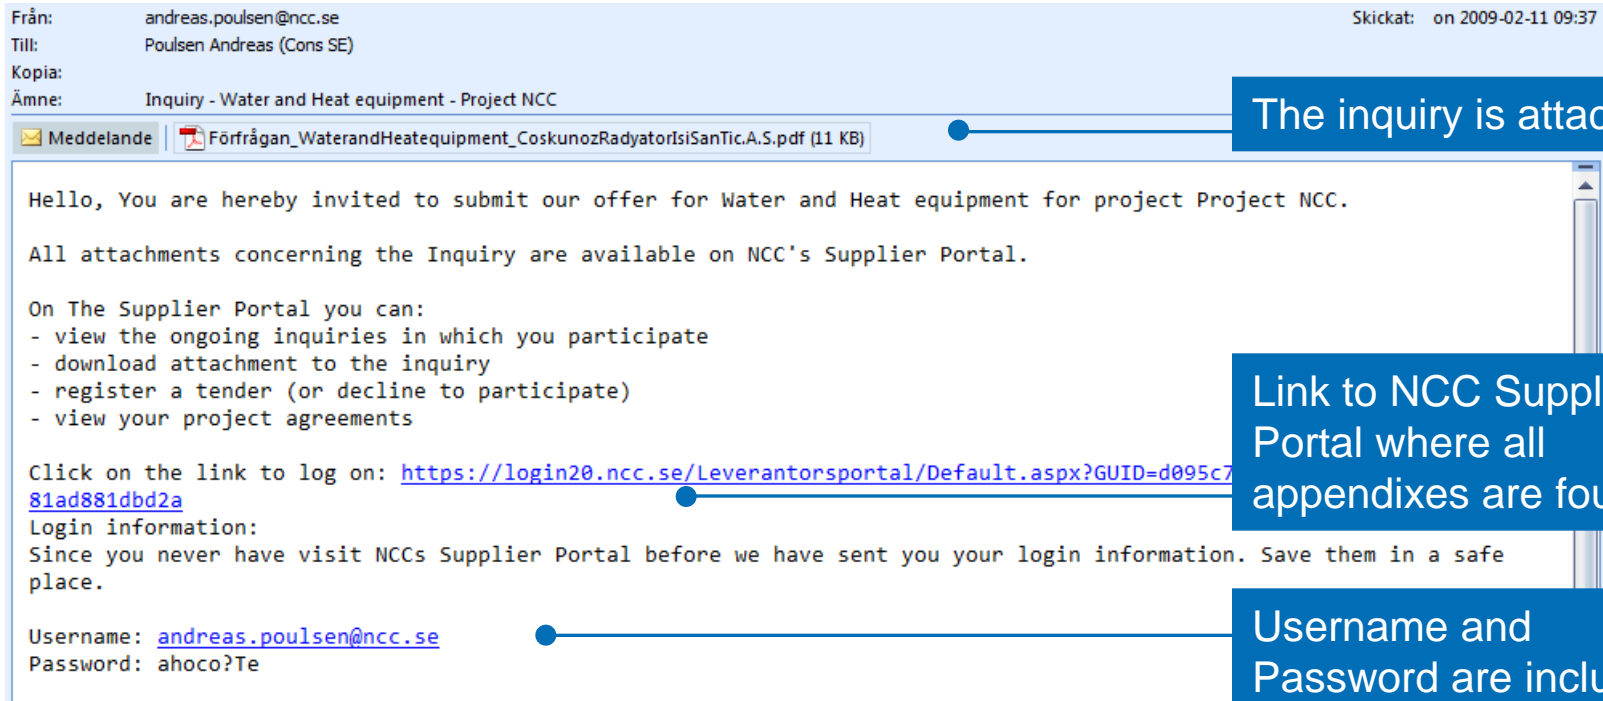 Från: andreas.poulsen@ncc.se Skickat: on 2009-02-11 09:37
Till: Poulsen Andreas (Cons SE)
Kopia:
Ämne: Inquiry - Water and Heat equipment - Project NCC
The inquiry is attac
Meddelande Förfrågan_WaterandHeatequipment_CoskunozRadyatorIsiSanTic.A.S.pdf (11 KB)
Hello, You are hereby invited to submit our offer for Water and Heat equipment for project Project NCC.
All attachments concerning the Inquiry are available on NCC's Supplier Portal.
On The Supplier Portal you can:
- view the ongoing inquiries in which you participate
- download attachment to the inquiry
- register a tender (or decline to participate)
- view your project agreements
Link to NCC Suppl
Portal where all
appendixes are fou
Click on the link to log on: https://login20.ncc.se/Leverantorsportal/Default.aspx?GUID=d095c7
81ad881dbd2a
Login information:
Since you never have visit NCCs Supplier Portal before we have sent you your login information. Save them in a safe
place.
Username: andreas.poulsen@ncc.se
Password: ahoco?Te
Username and
Password are inclu